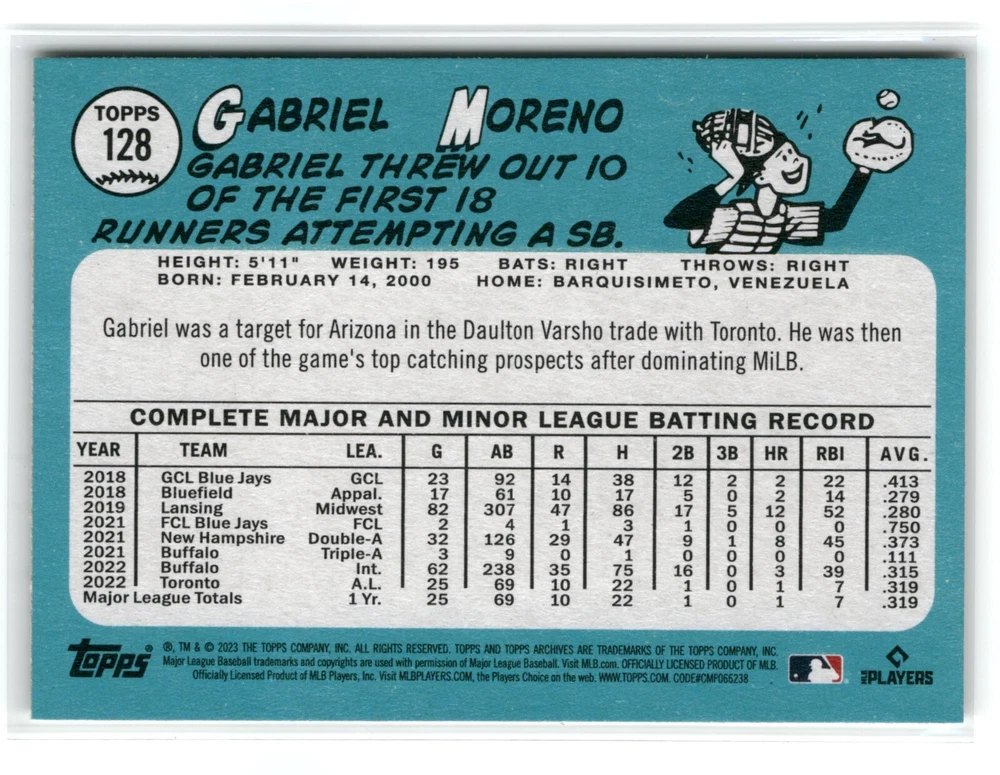 TOPPS
128
GABRIEL MORENO
GABRIEL THREW OUT 10
OF THE FIRST 18
RUNNERS ATTEMPTING A SB.
HEIGHT: 5'11" WEIGHT: 195 BATS: RIGHT THROWS: RIGHT
BORN: FEBRUARY 14, 2000 HOME: BARQUISIMETO, VENEZUELA
Gabriel was a target for Arizona in the Daulton Varsho trade with Toronto. He was then
one of the game's top catching prospects after dominating MiLB.
COMPLETE MAJOR AND MINOR LEAGUE BATTING RECORD
YEAR TEAM LEA. G AB R H 2B 3B HR RBI AVG.
2018 GCL Blue Jays GCL 23 92 14 38 12 2 2 22 .413
2018 Bluefield Appal. 17 61 10 17 5 0 2 14 .279
2019 Lansing Midwest 82 307 47 86 17 5 12 52 .280
2021 FCL Blue Jays FCL 2 4 1 3 1 0 0 0 .750
2021 New Hampshire Double-A 32 126 29 47 9 1 8 45 .373
2021 Buffalo Triple-A 3 9 0 1 0 0 0 0 .111
2022 Buffalo Int. 62 238 35 75 16 0 3 39 .315
2022 Toronto A.L. 25 69 10 22 1 0 1 7 .319
Major League Totals 1 Yr. 25 69 10 22 1 0 1 7 .319
topps®
®, TM & © 2023 THE TOPPS COMPANY, INC. ALL RIGHTS RESERVED. TOPPS AND TOPPS ARCHIVES ARE TRADEMARKS OF THE TOPPS COMPANY, INC.
Major League Baseball trademarks and copyrights are used with permission of Major League Baseball. Visit MLB.com. OFFICIALLY LICENSED PRODUCT OF MLB.
Officially Licensed Product of MLB Players, Inc. Visit MLBPLAYERS.COM, the Players Choice on the web. WWW.TOPPS.COM. CODE#CMP066238
MLB PLAYERS